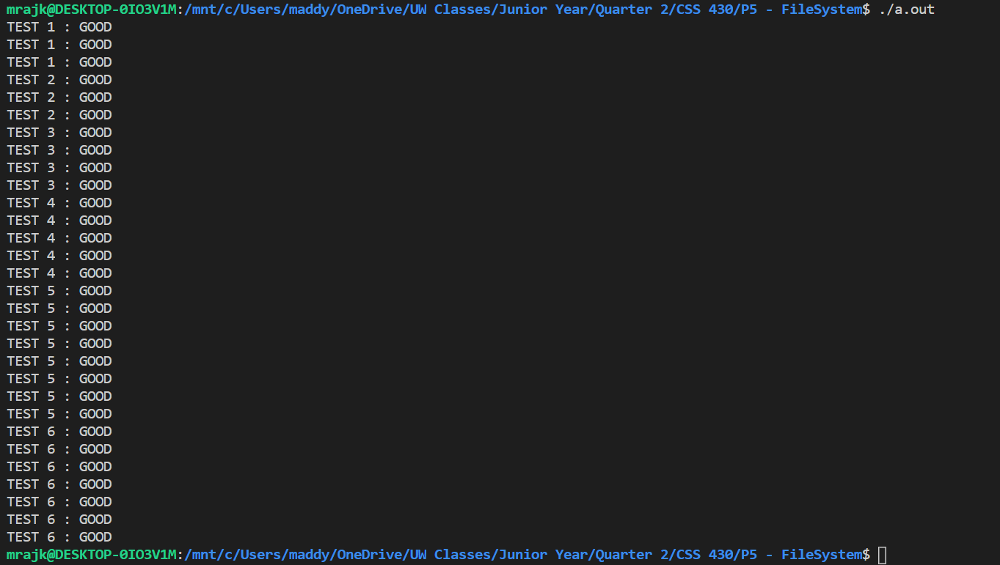 mrajk@DESKTOP-0IO3V1M:/mnt/c/Users/maddy/OneDrive/UW Classes/Junior Year/Quarter 2/CSS 430/P5 - FileSystem$ ./a.out
TEST 1 : GOOD
TEST 1 : GOOD
TEST 1 : GOOD
TEST 2 : GOOD
TEST 2 : GOOD
TEST 2 : GOOD
TEST 3 : GOOD
TEST 3 : GOOD
TEST 3 : GOOD
TEST 3 : GOOD
TEST 4 : GOOD
TEST 4 : GOOD
TEST 4 : GOOD
TEST 4 : GOOD
TEST 4 : GOOD
TEST 5 : GOOD
TEST 5 : GOOD
TEST 5 : GOOD
TEST 5 : GOOD
TEST 5 : GOOD
TEST 5 : GOOD
TEST 5 : GOOD
TEST 5 : GOOD
TEST 6 : GOOD
TEST 6 : GOOD
TEST 6 : GOOD
TEST 6 : GOOD
TEST 6 : GOOD
TEST 6 : GOOD
TEST 6 : GOOD
mrajk@DESKTOP-0IO3V1M:/mnt/c/Users/maddy/OneDrive/UW Classes/Junior Year/Quarter 2/CSS 430/P5 - FileSystem$